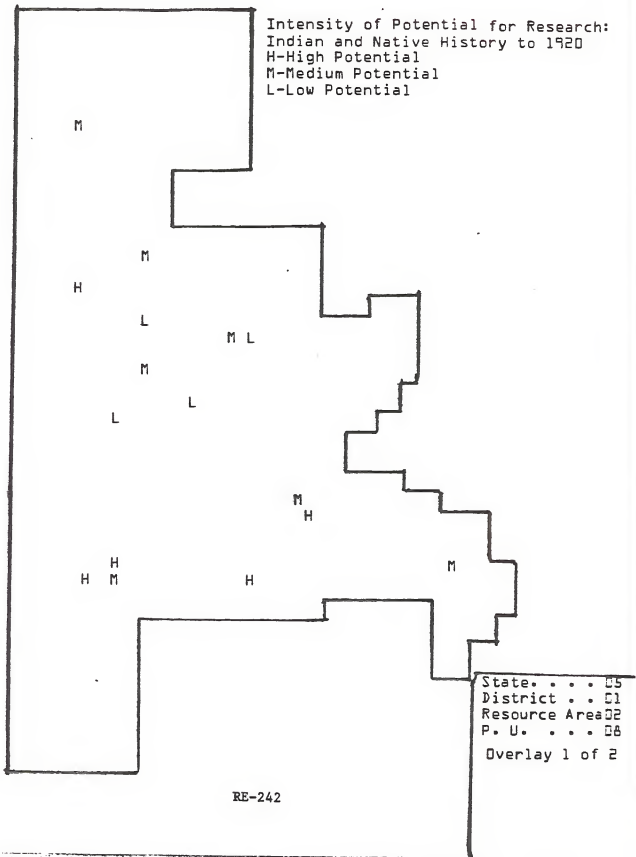 Intensity of Potential for Research:
Indian and Native History to 1920
H-High Potential
M-Medium Potential
L-Low Potential
M
M
H
L
M L
M
L
L
M
H
H
M
H M
H
State. . . . . 05
District . . 01
Resource Area 02
P. U. . . . . 08
Overlay 1 of 2
RE-242